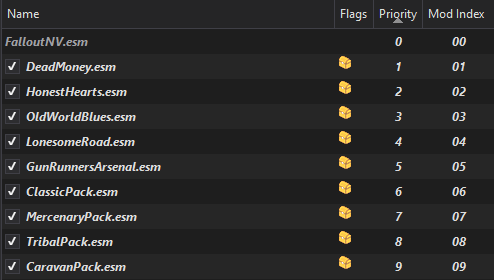 Name Flags Priority Mod Index
FalloutNV.esm 0 00
DeadMoney.esm 1 01
HonestHearts.esm 2 02
OldWorldBlues.esm 3 03
LonesomeRoad.esm 4 04
GunRunnersArsenal.esm 5 05
ClassicPack.esm 6 06
MercenaryPack.esm 7 07
TribalPack.esm 8 08
CaravanPack.esm 9 09